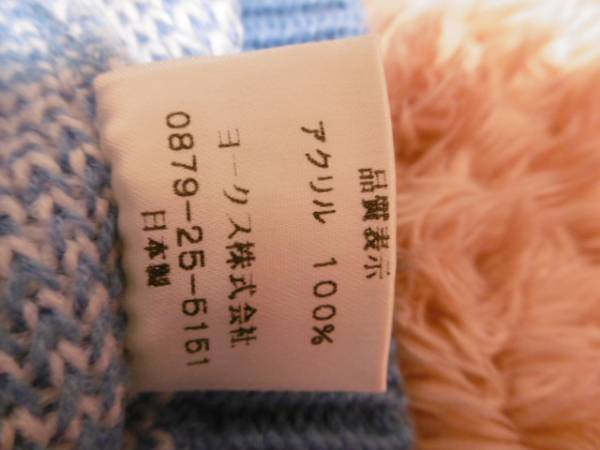 品質表示
アクリル 100%
ヨークス株式会社
0879-25-5151
日本製